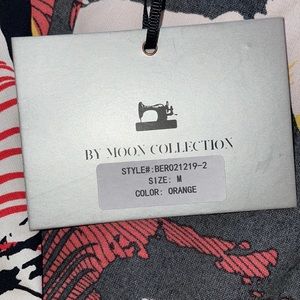 BY MOON COLLECTION
STYLE#:BER021219-2
SIZE: M
COLOR: ORANGE